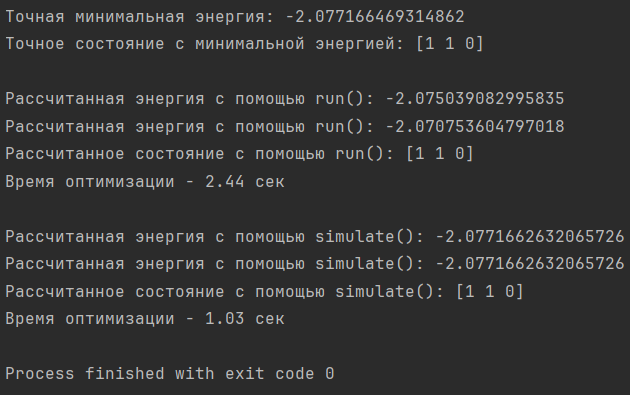 Точная минимальная энергия: -2.077166469314862
Точное состояние с минимальной энергией: [1 1 0]
Рассчитанная энергия с помощью run(): -2.075039082995835
Рассчитанная энергия с помощью run(): -2.070753604797018
Рассчитанное состояние с помощью run(): [1 1 0]
Время оптимизации - 2.44 сек
Рассчитанная энергия с помощью simulate(): -2.0771662632065726
Рассчитанная энергия с помощью simulate(): -2.0771662632065726
Рассчитанное состояние с помощью simulate(): [1 1 0]
Время оптимизации - 1.03 сек
Process finished with exit code 0